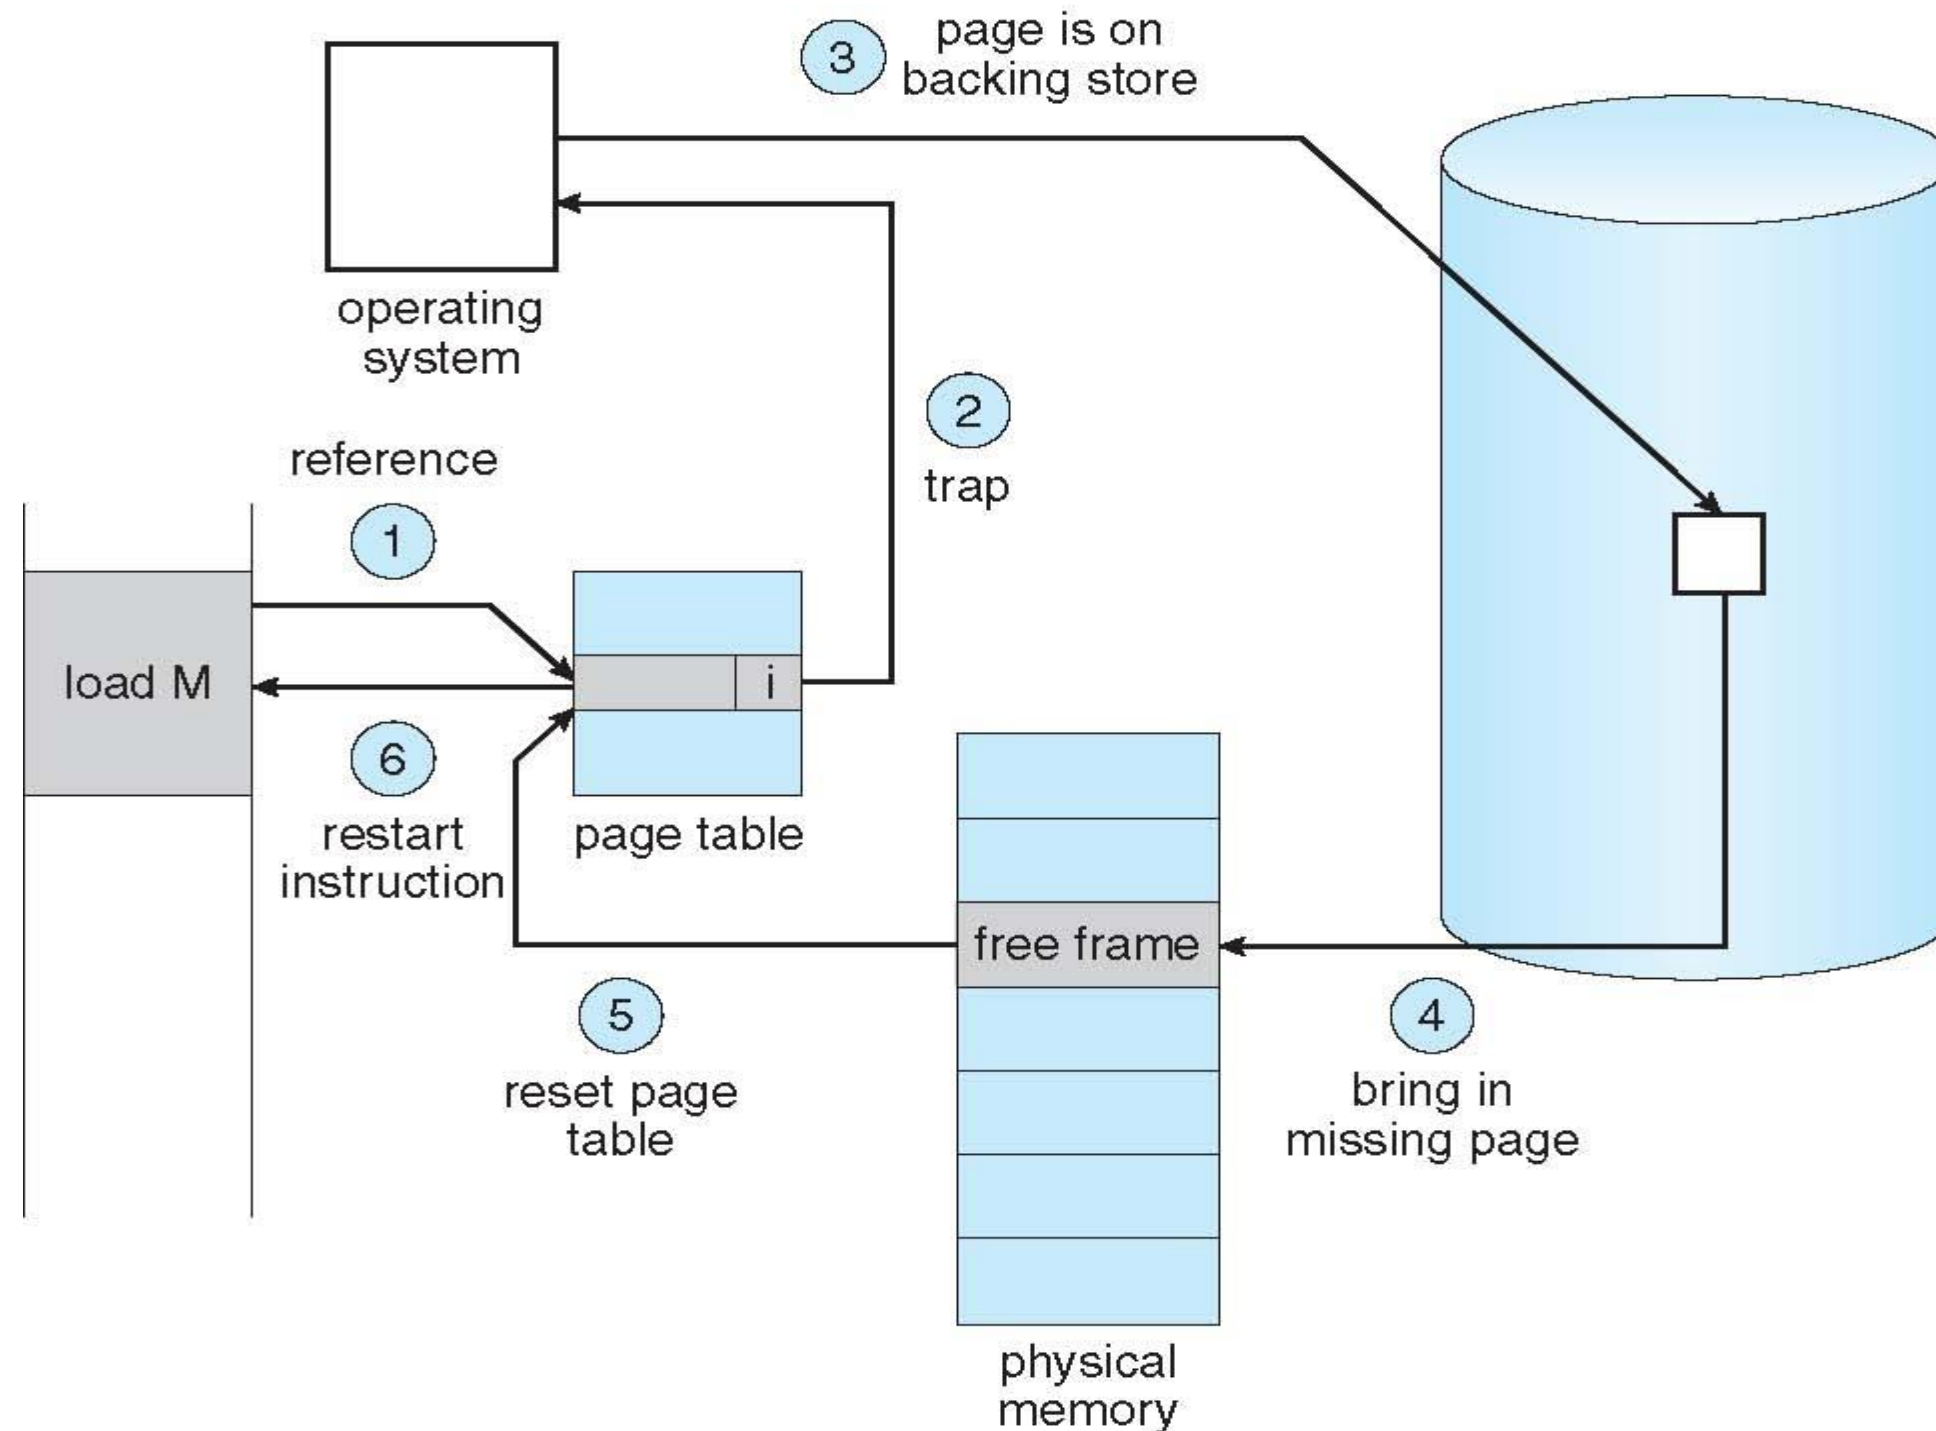 3
page is on
backing store
operating
system
2
trap
reference
1
load M
i
6
restart
instruction
page table
free frame
5
reset page
table
4
bring in
missing page
physical
memory